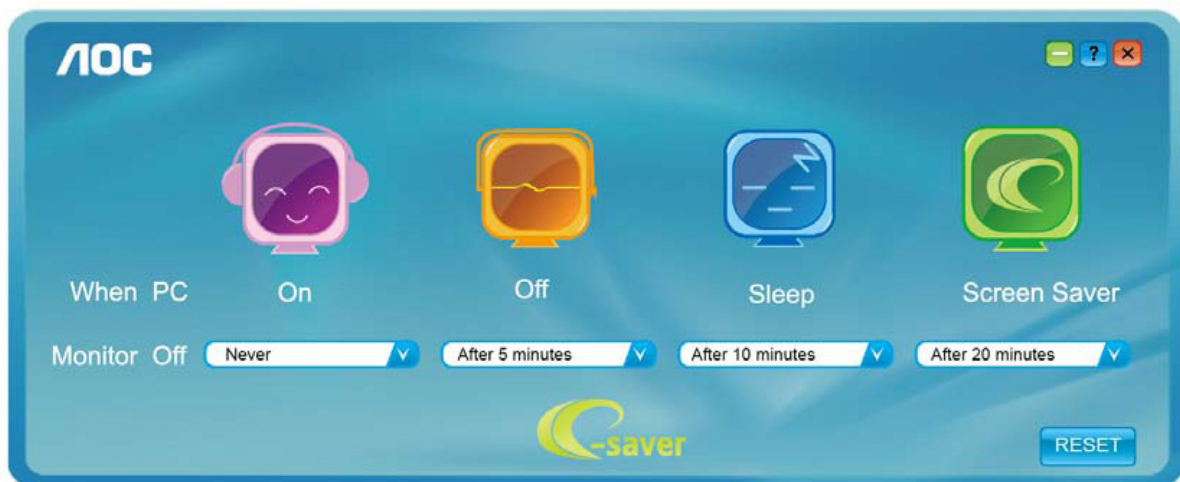 AOC
?
When PC On Off Sleep Screen Saver
Monitor Off Never After 5 minutes After 10 minutes After 20 minutes
e-saver
RESET